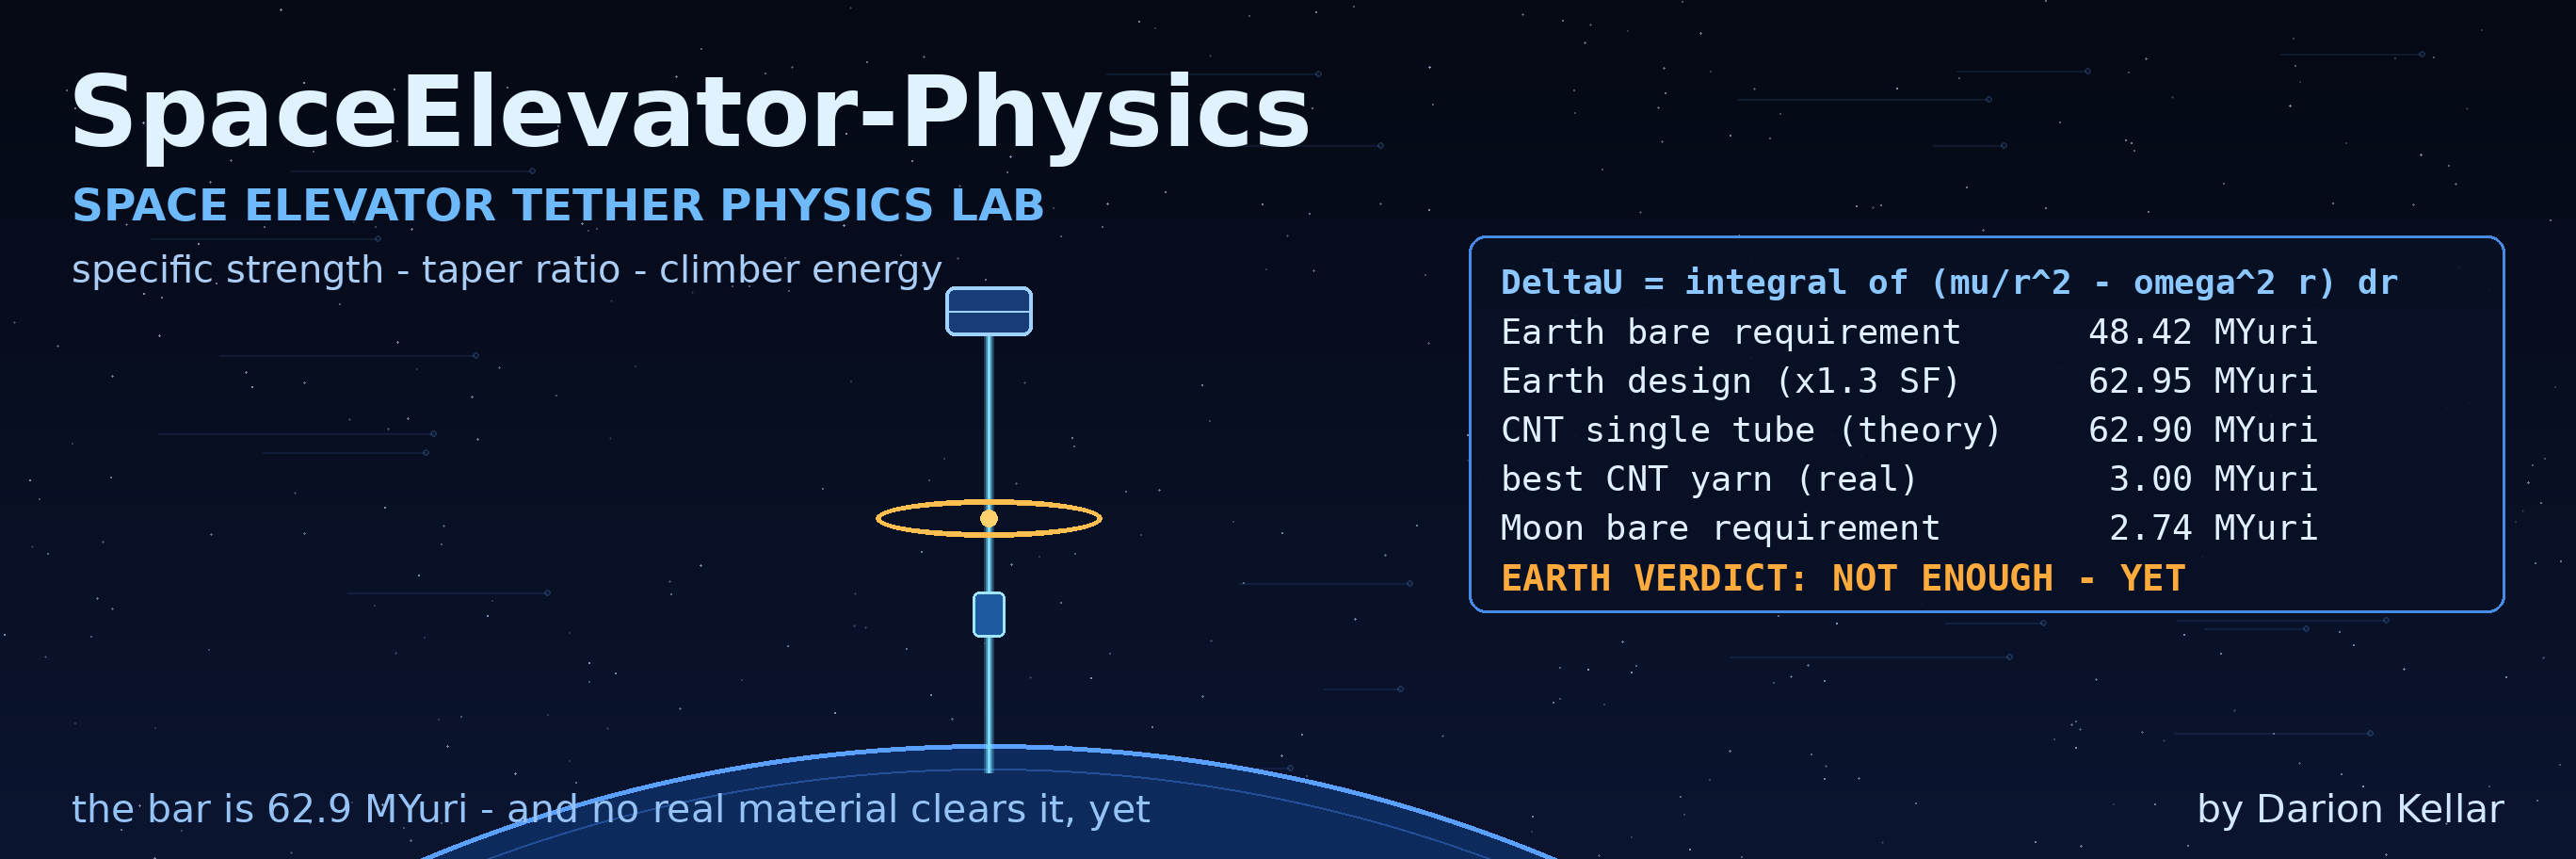 SpaceElevator-Physics
SPACE ELEVATOR TETHER PHYSICS LAB
specific strength - taper ratio - climber energy
DeltaU = integral of (mu/r^2 - omega^2 r) dr
Earth bare requirement 48.42 MYuri
Earth design (x1.3 SF) 62.95 MYuri
CNT single tube (theory) 62.90 MYuri
best CNT yarn (real) 3.00 MYuri
Moon bare requirement 2.74 MYuri
EARTH VERDICT: NOT ENOUGH - YET
the bar is 62.9 MYuri - and no real material clears it, yet
by Darion Kellar